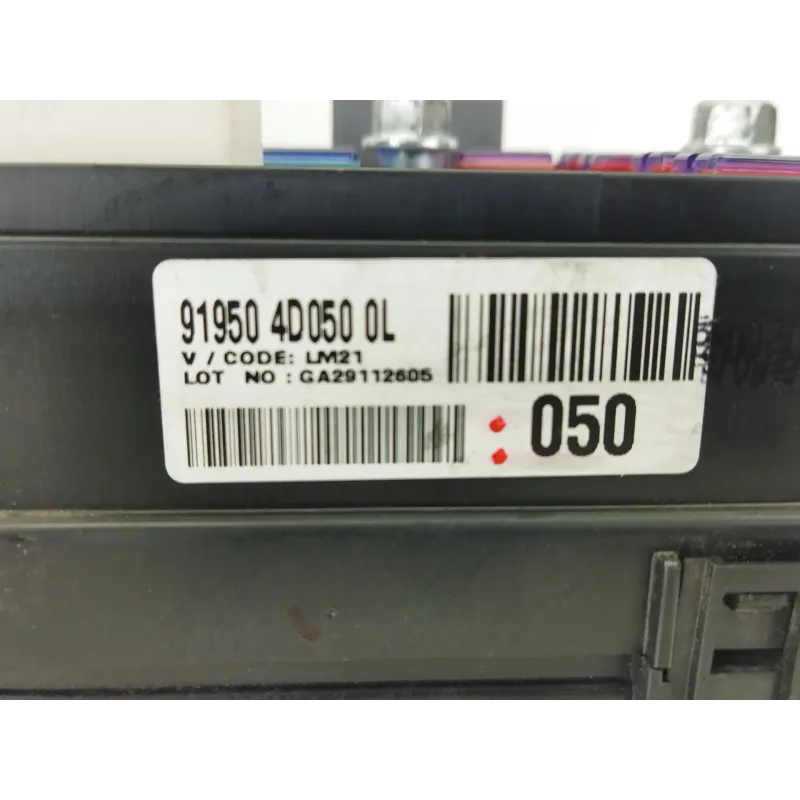 91950 4D050 0L
V / CODE: LM21
LOT NO : GA29112605
: 050